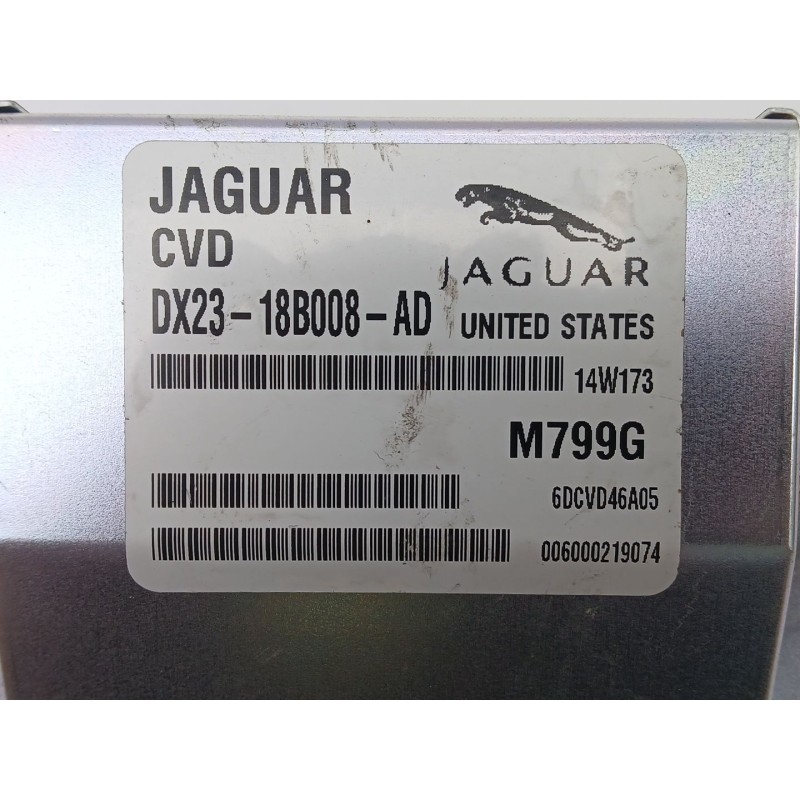 JAGUAR
CVD
JAGUAR
DX23-18B008-AD
UNITED STATES
14W173
M799G
6DCVD46A05
006000219074